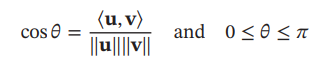 cos θ = ⟨u, v⟩ / ||u||||v|| and 0 ≤ θ ≤ π